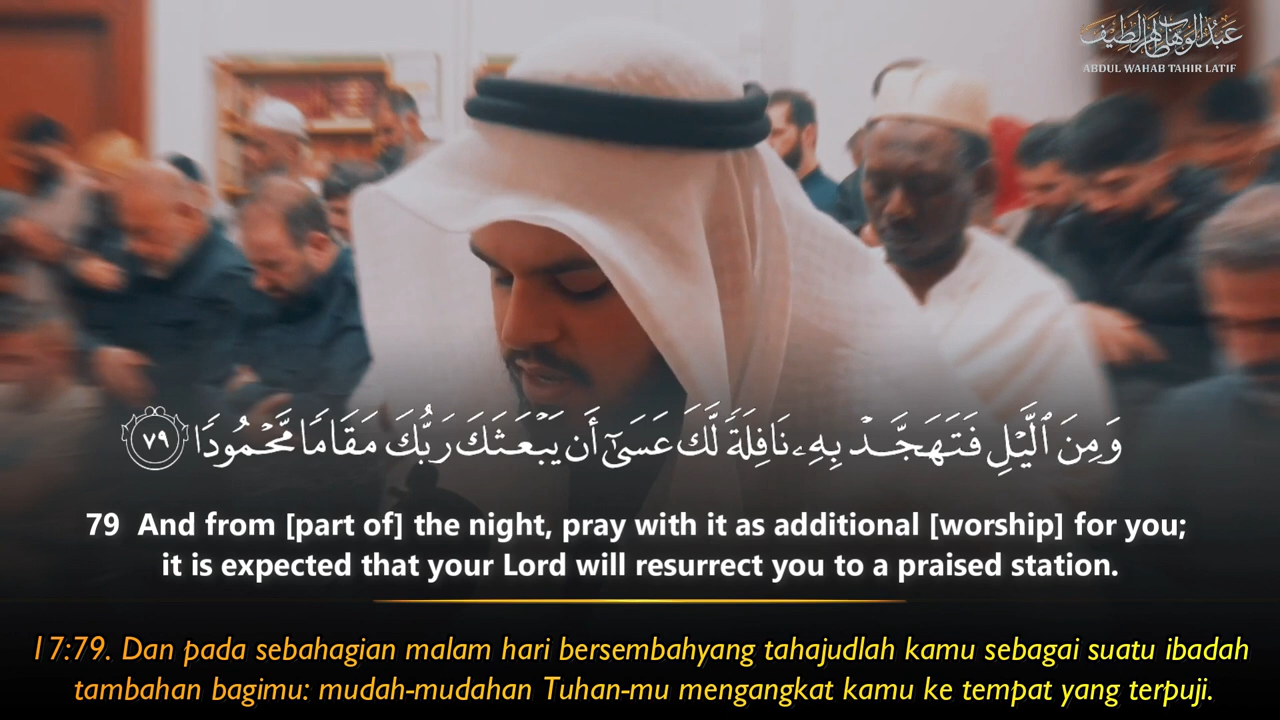 عبدالوهاب طاهر لطيف
ABDUL WAHAB TAHIR LATIF
وَمِنَ ٱلَّيْلِ فَتَهَجَّدْ بِهِۦ نَافِلَةً لَّكَ عَسَىٰٓ أَن يَبْعَثَكَ رَبُّكَ مَقَامًا مَّحْمُودًا ٧٩
79 And from [part of] the night, pray with it as additional [worship] for you;
it is expected that your Lord will resurrect you to a praised station.
17:79. Dan pada sebahagian malam hari bersembahyang tahajudlah kamu sebagai suatu ibadah
tambahan bagimu: mudah-mudahan Tuhan-mu mengangkat kamu ke tempat yang terpuji.